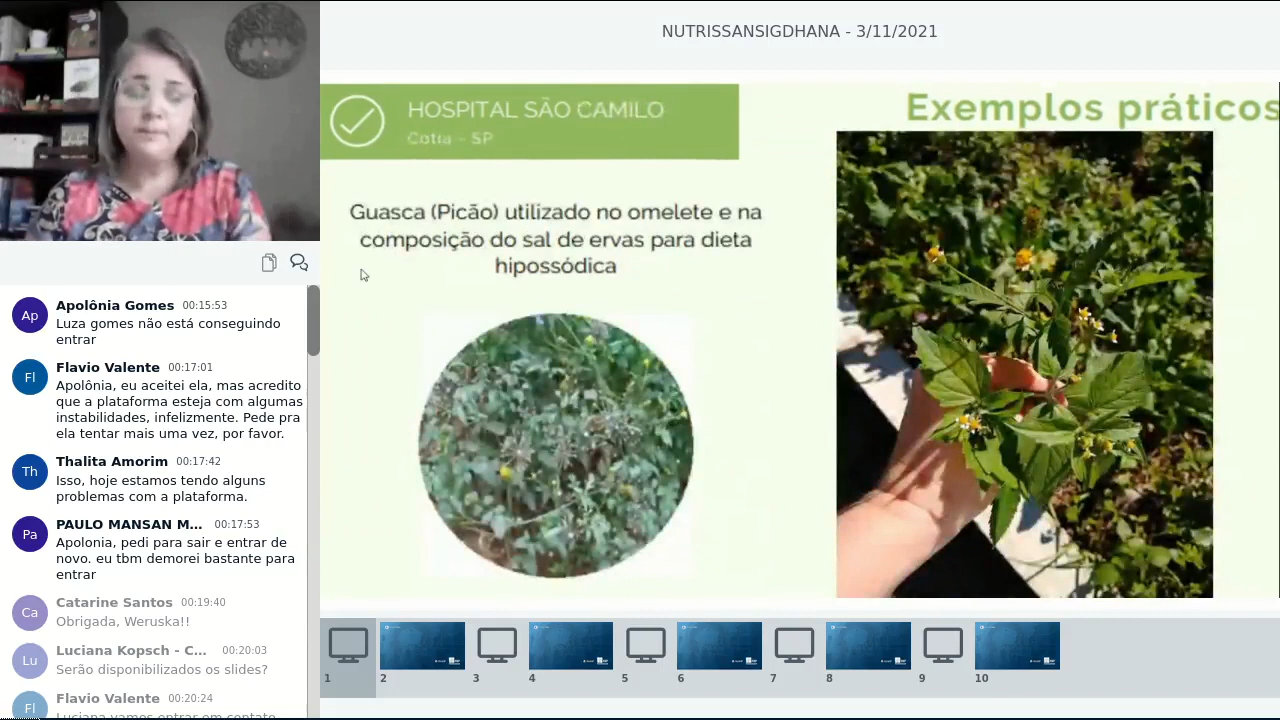 NUTRISSANSIGDHANA - 3/11/2021
HOSPITAL SÃO CAMILO
Cotia - SP
Exemplos práticos
Guasca (Picão) utilizado no omelete e na
composição do sal de ervas para dieta
hipossódica
Ap
Apolônia Gomes 00:15:53
Luza gomes não está conseguindo
entrar
Fl
Flavio Valente 00:17:01
Apolônia, eu aceitei ela, mas acredito
que a plataforma esteja com algumas
instabilidades, infelizmente. Pede pra
ela tentar mais uma vez, por favor.
Th
Thalita Amorim 00:17:42
Isso, hoje estamos tendo alguns
problemas com a plataforma.
Pa
PAULO MANSAN M... 00:17:53
Apolonia, pedi para sair e entrar de
novo. eu tbm demorei bastante para
entrar
Ca
Catarine Santos 00:19:40
Obrigada, Weruska!!
Lu
Luciana Kopsch - C... 00:20:03
Serão disponibilizados os slides?
Fl
Flavio Valente 00:20:24
Luciana vamos entrar em contato
1 2 3 4 5 6 7 8 9 10